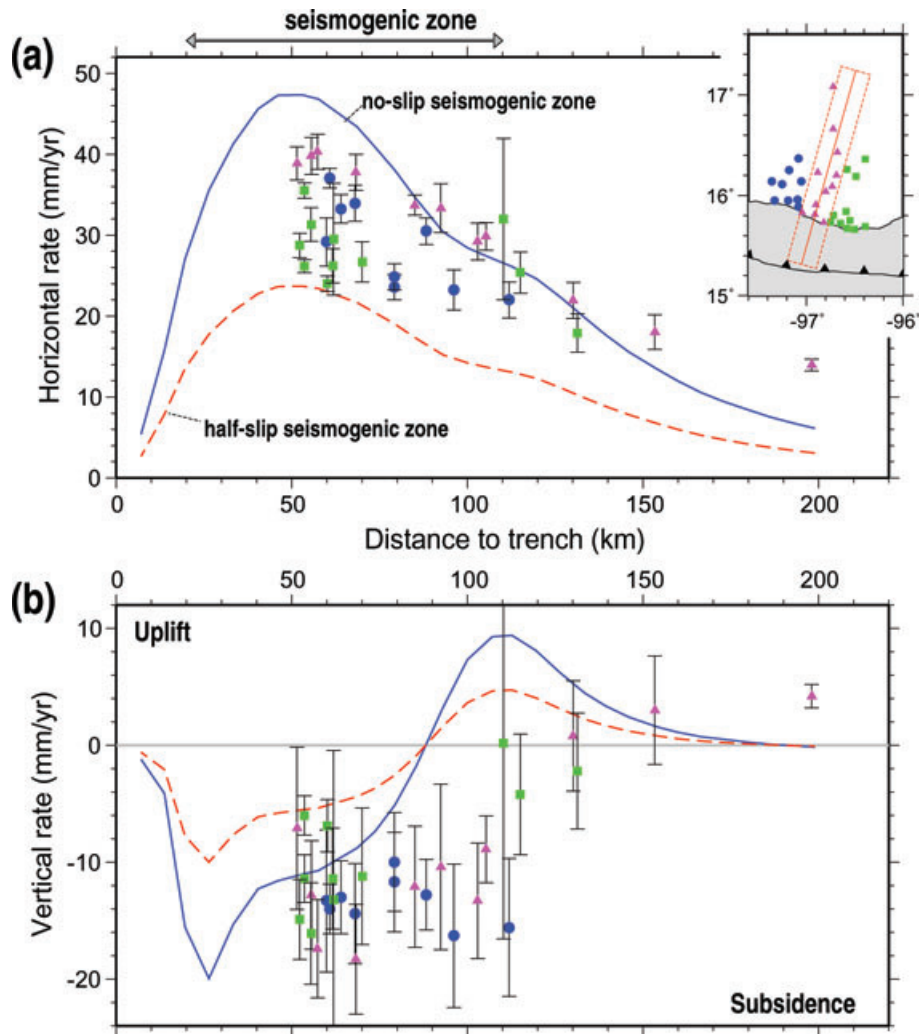 seismogenic zone
(a)
Horizontal rate (mm/yr)
50
40
30
20
10
0
no-slip seismogenic zone
half-slip seismogenic zone
17°
16°
15°
-97°
-96°
0 50 100 150 200
Distance to trench (km)
(b)
0 50 100 150 200
Vertical rate (mm/yr)
Uplift
10
0
-10
-20
Subsidence